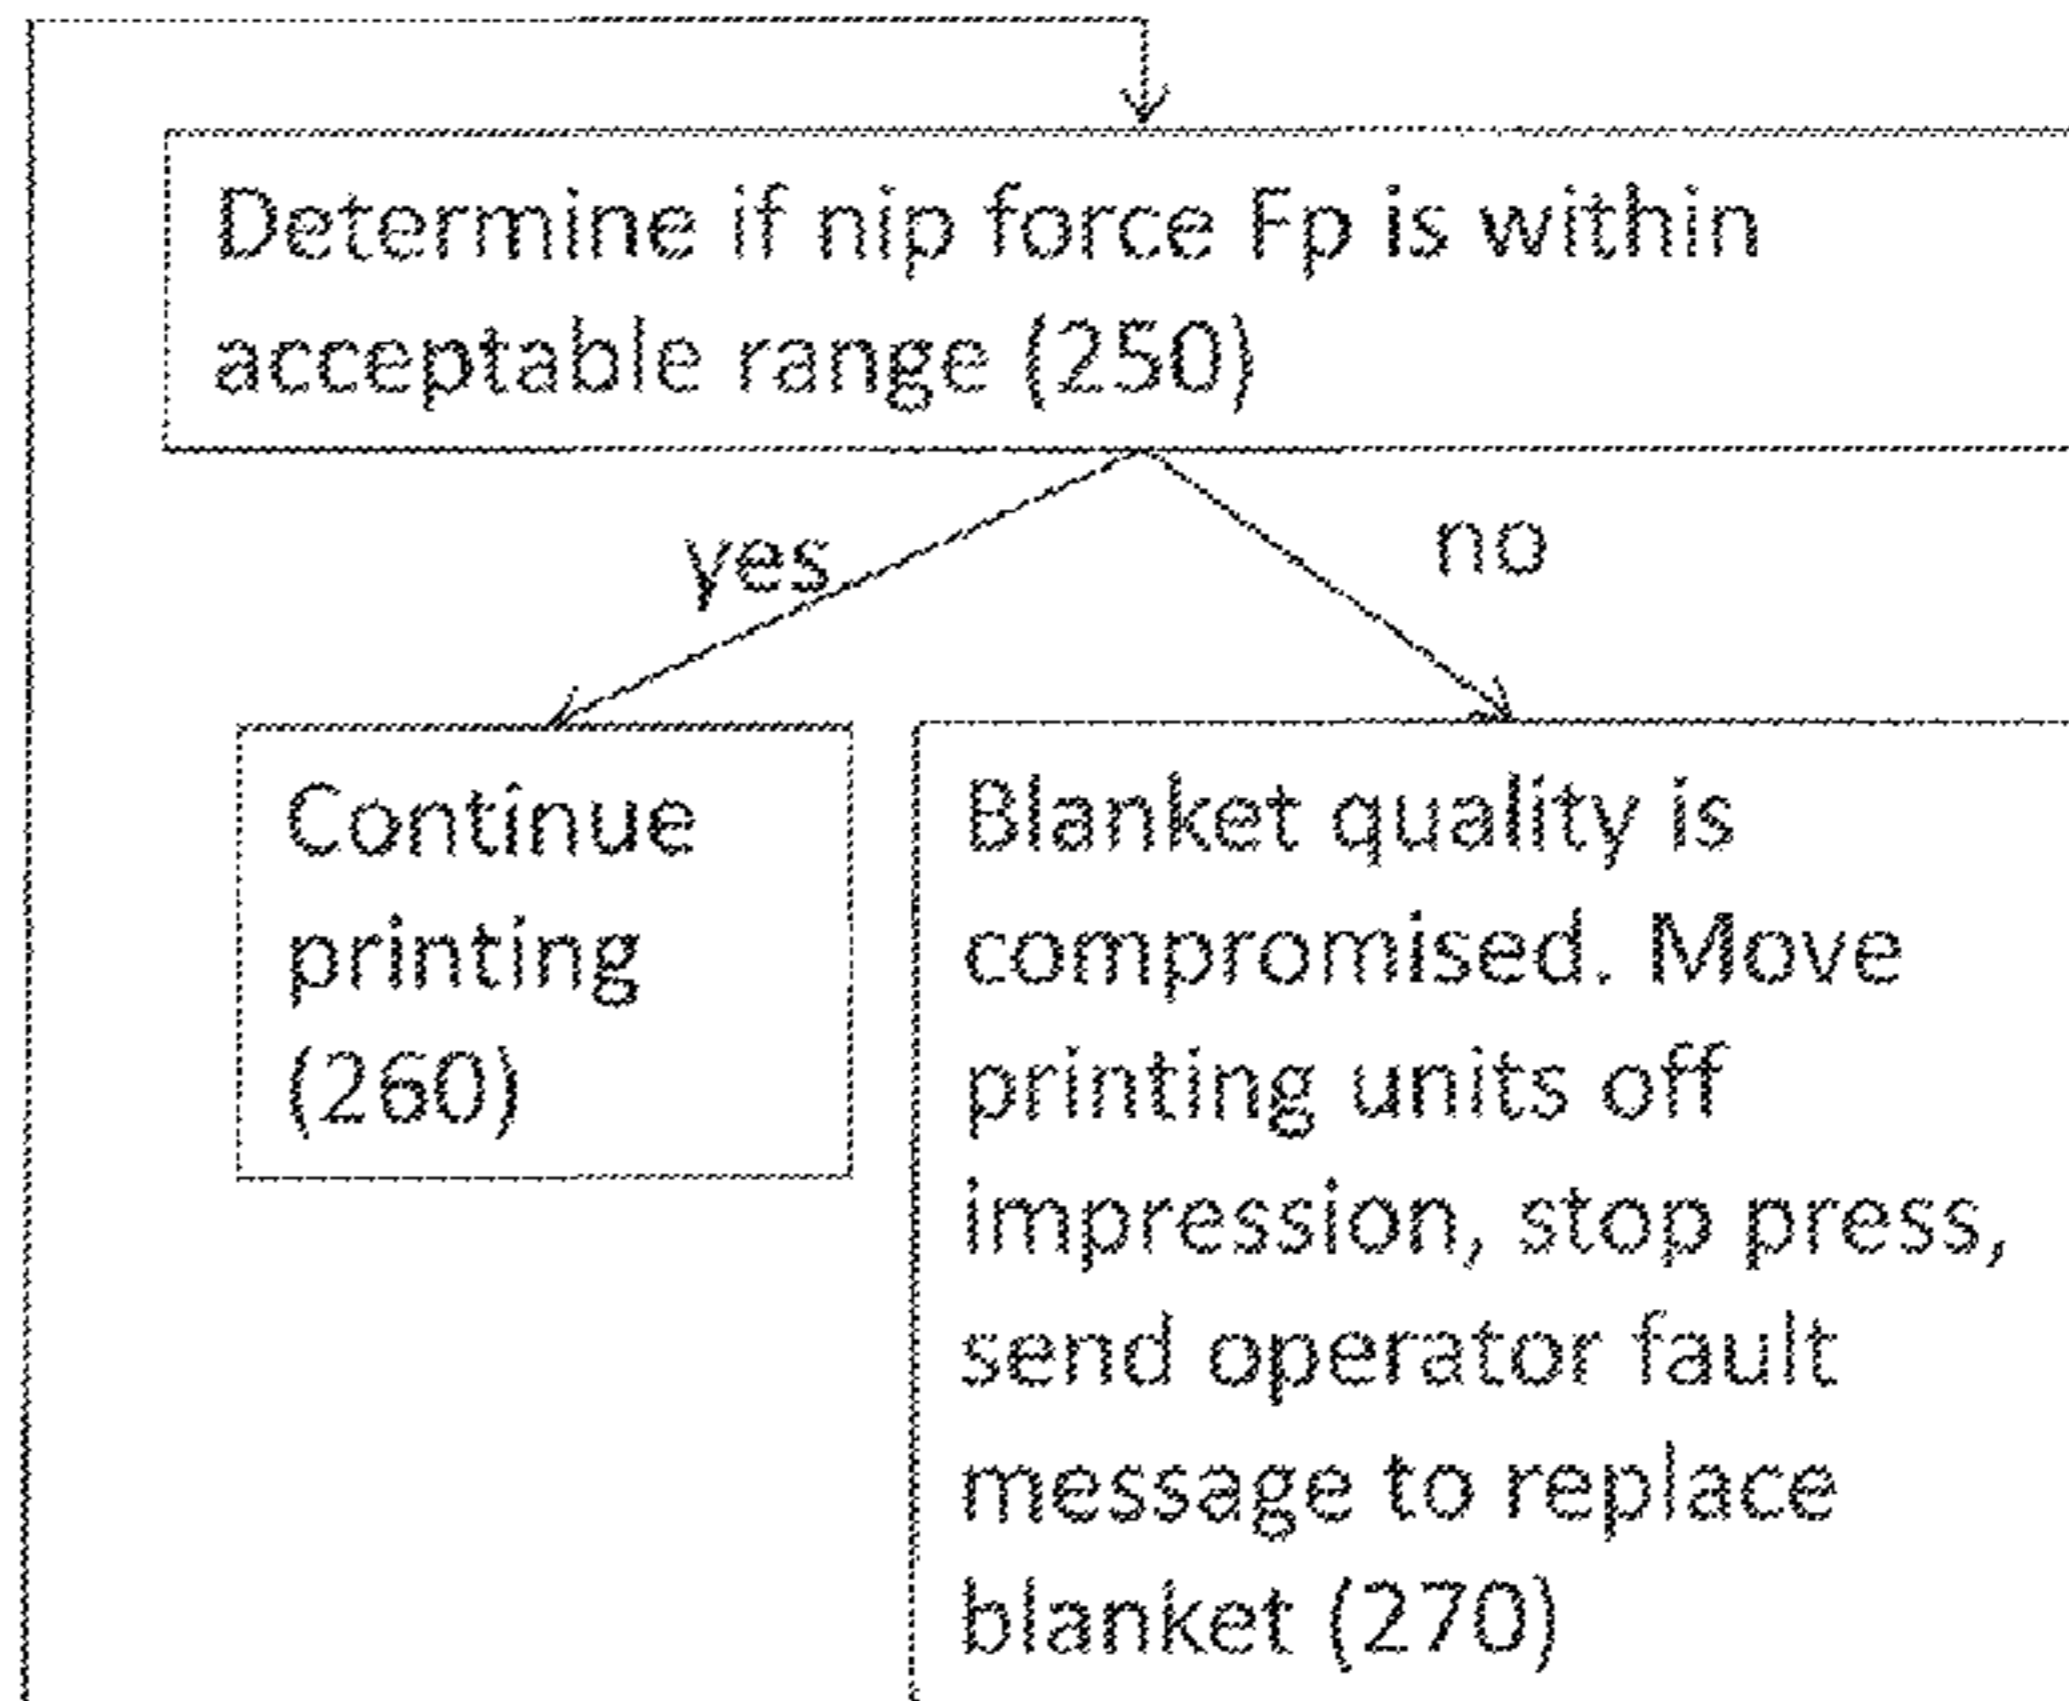 Determine if nip force Fp is within
acceptable range (250)
yes
no
Continue
printing
(260)
Blanket quality is
compromised. Move
printing units off
impression, stop press,
send operator fault
message to replace
blanket (270)